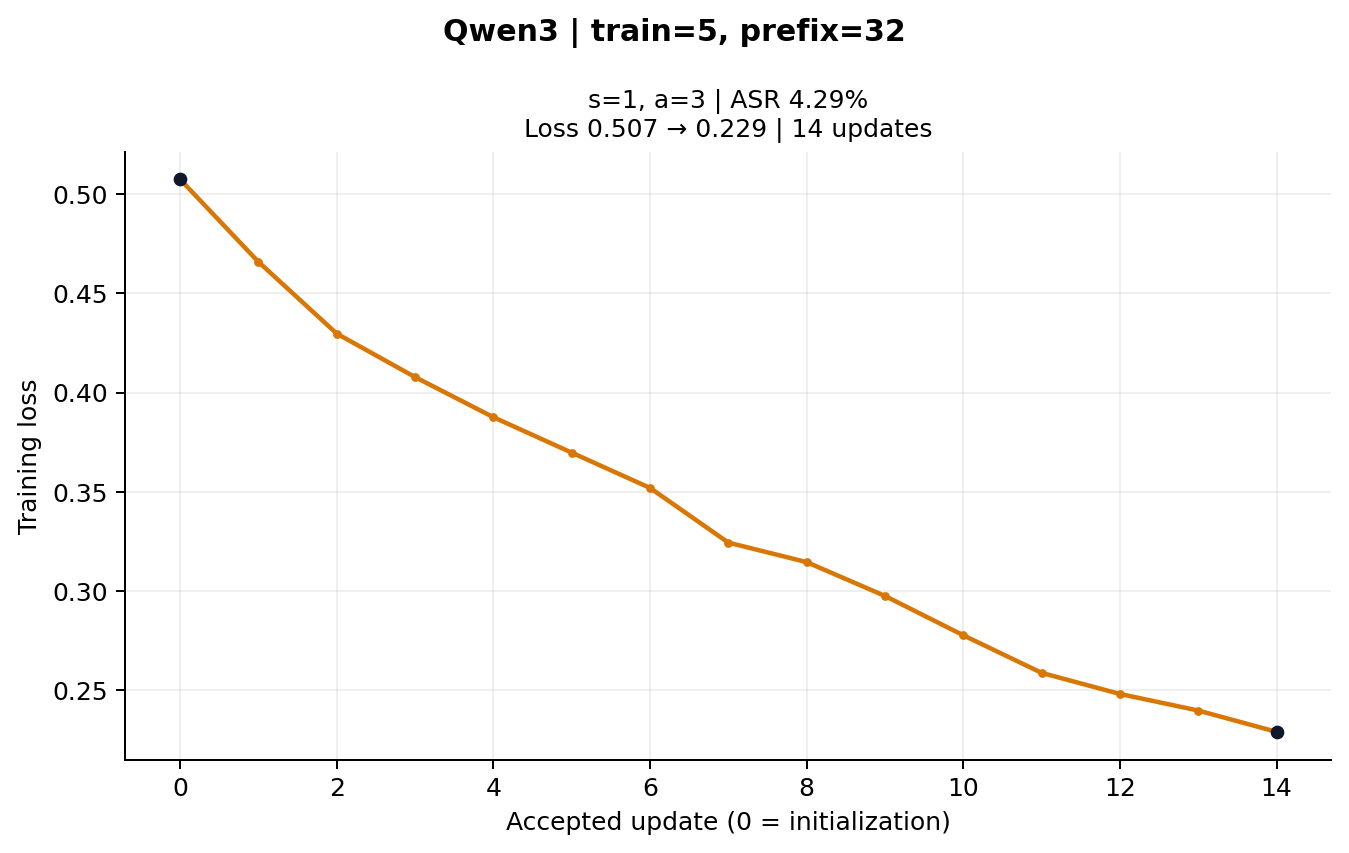 Qwen3 | train=5, prefix=32
s=1, a=3 | ASR 4.29%
Loss 0.507 → 0.229 | 14 updates
Training loss
0.50
0.45
0.40
0.35
0.30
0.25
0 2 4 6 8 10 12 14
Accepted update (0 = initialization)